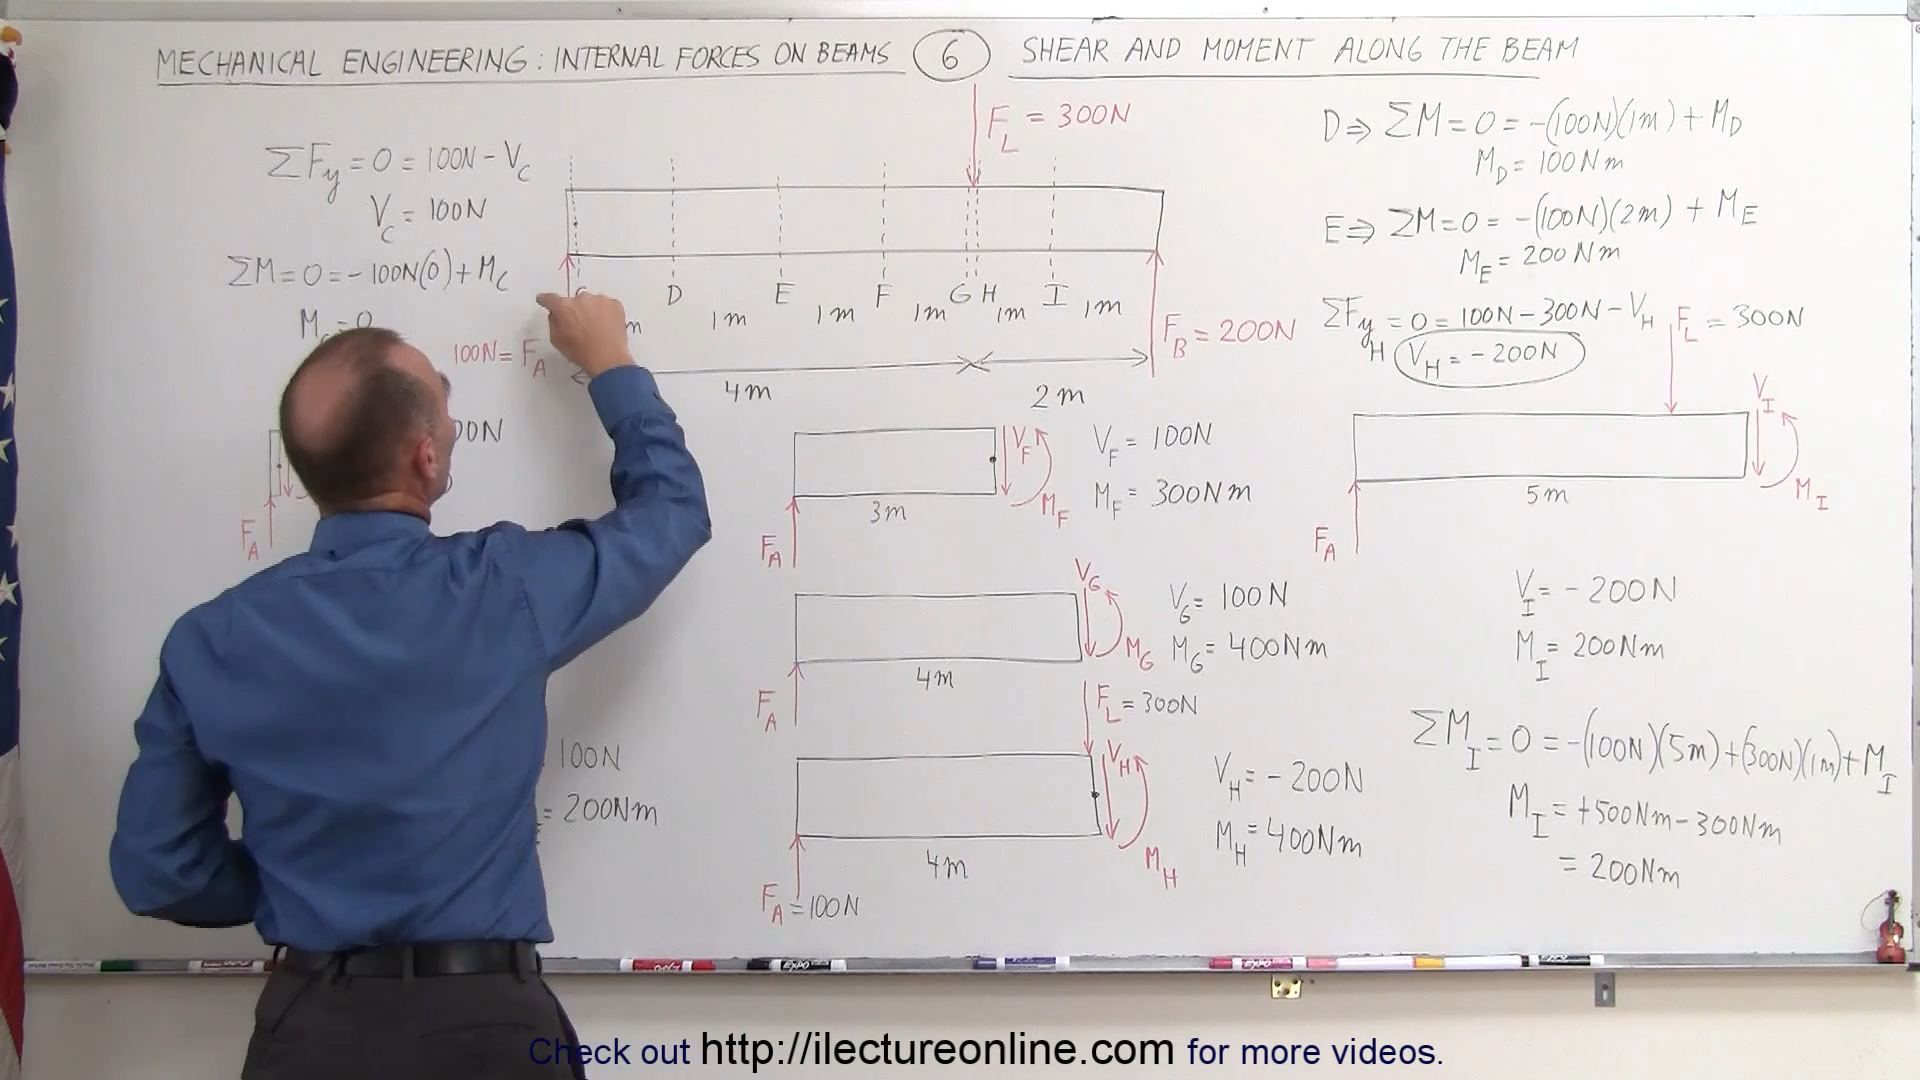 MECHANICAL ENGINEERING: INTERNAL FORCES ON BEAMS 6 SHEAR AND MOMENT ALONG THE BEAM
ΣFy = 0 = 100N - VC
VC = 100N
ΣM = 0 = -100N(0) + MC
= 0
100N = FA
FL = 300N
D E F G H I
m 1m 1m 1m 1m 1m
FB = 200N
4m 2m
D ⇒ ΣM = 0 = -(100N)(1m) + MD
MD = 100Nm
E ⇒ ΣM = 0 = -(100N)(2m) + ME
ME = 200Nm
ΣFyH = 0 = 100N - 300N - VH
VH = -200N
FL = 300N
00N
FA
100N
= 200Nm
VF
MF
VF = 100N
MF = 300Nm
3m
FA
VG
MG
VG = 100N
MG = 400Nm
4m
FA
FL = 300N
VH
MH
VH = -200N
MH = 400Nm
4m
FA = 100N
VI
MI
5m
FA
VI = -200N
MI = 200Nm
ΣMI = 0 = -(100N)(5m) + (300N)(1m) + MI
MI = +500Nm - 300Nm
= 200Nm
Check out http://ilectureonline.com for more videos.